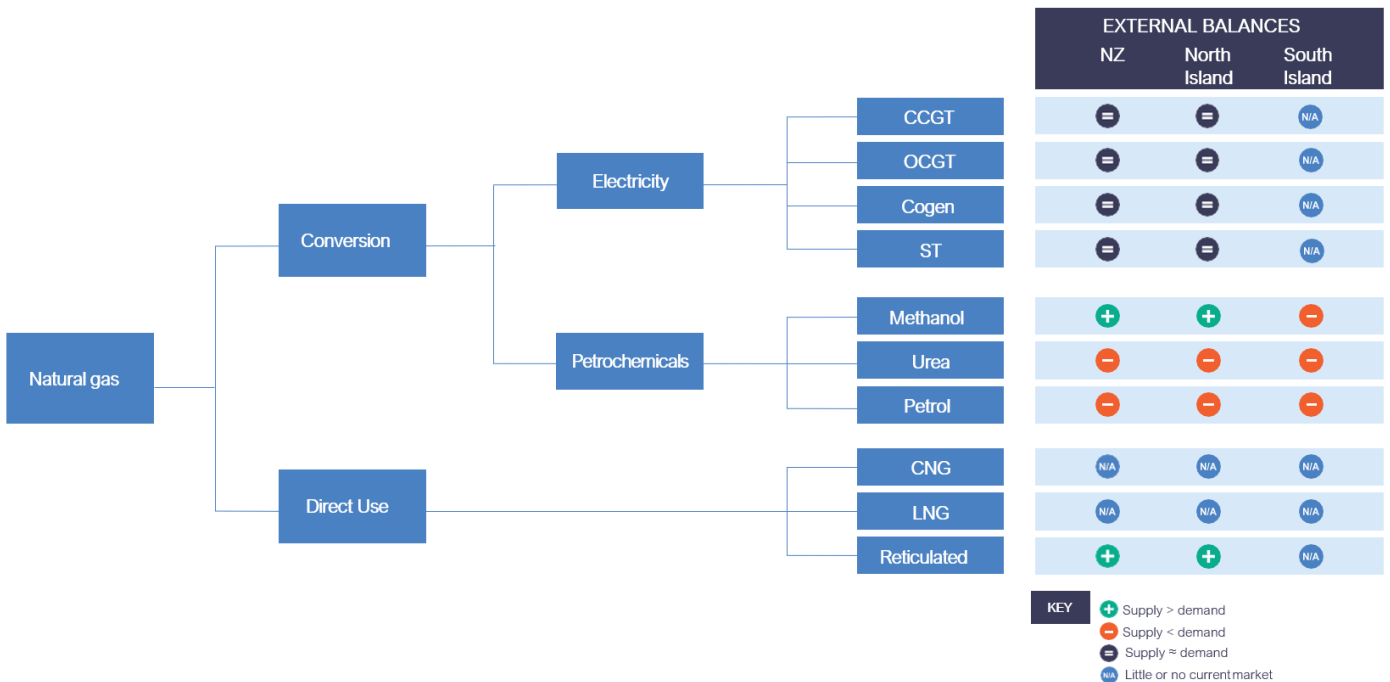 EXTERNAL BALANCES
NZ North Island South Island
CCGT = = N/A
OCGT = = N/A
Electricity
Cogen = = N/A
Conversion
ST = = N/A
Methanol + + −
Petrochemicals
Urea − − −
Natural gas
Petrol − − −
CNG N/A N/A N/A
Direct Use
LNG N/A N/A N/A
Reticulated + + N/A
KEY
+ Supply > demand
− Supply < demand
= Supply ≈ demand
N/A Little or no current market